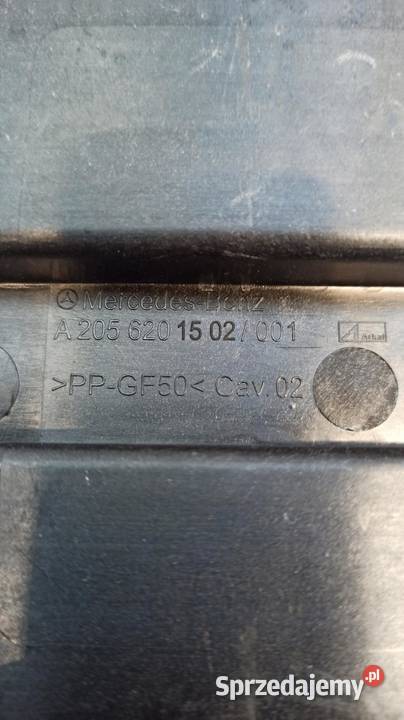 Mercedes-Benz
A 205 620 15 02 / 001
>PP-GF50< Cav. 02
Sprzedajemy.pl